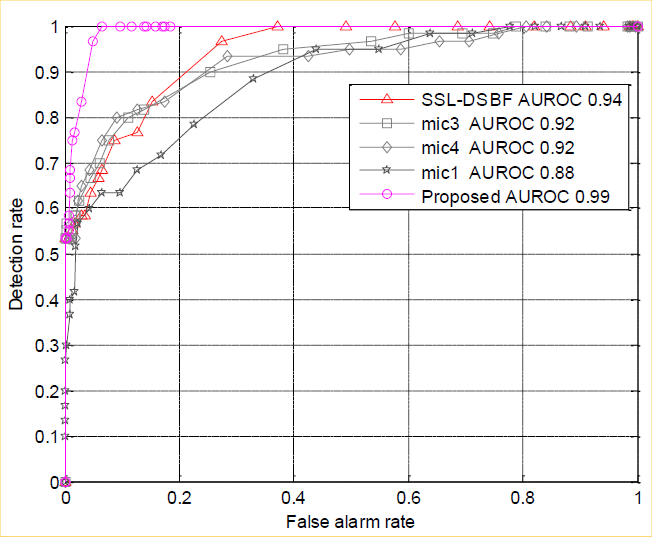 1
0.9
0.8
0.7
0.6
0.5
0.4
0.3
0.2
0.1
0
Detection rate
SSL-DSBF AUROC 0.94
mic3 AUROC 0.92
mic4 AUROC 0.92
mic1 AUROC 0.88
Proposed AUROC 0.99
0 0.2 0.4 0.6 0.8 1
False alarm rate